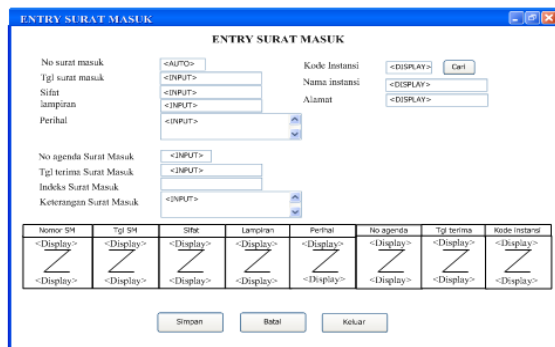 ENTRY SURAT MASUK
ENTRY SURAT MASUK
No surat masuk <AUTO>
Tgl surat masuk <INPUT>
Sifat <INPUT>
lampiran <INPUT>
Perihal <INPUT>
Kode Instansi <DISPLAY> Cari
Nama instansi <DISPLAY>
Alamat <DISPLAY>
No agenda Surat Masuk <INPUT>
Tgl terima Surat Masuk <INPUT>
Indeks Surat Masuk
Keterangan Surat Masuk <INPUT>
Nomor SM Tgl SM Sifat Lampiran Perihal No agenda Tgl terima Kode Instansi
<Display> <Display> <Display> <Display> <Display> <Display> <Display> <Display>
<Display> <Display> <Display> <Display> <Display> <Display> <Display> <Display>
Simpan Batal Keluar